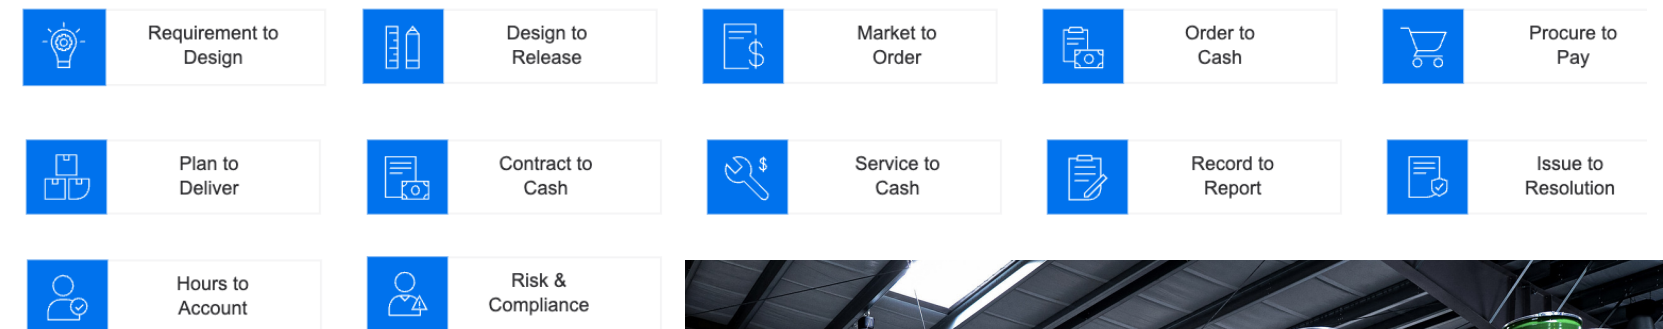 Requirement to
Design
Design to
Release
Market to
Order
Order to
Cash
Procure to
Pay
Plan to
Deliver
Contract to
Cash
Service to
Cash
Record to
Report
Issue to
Resolution
Hours to
Account
Risk &
Compliance